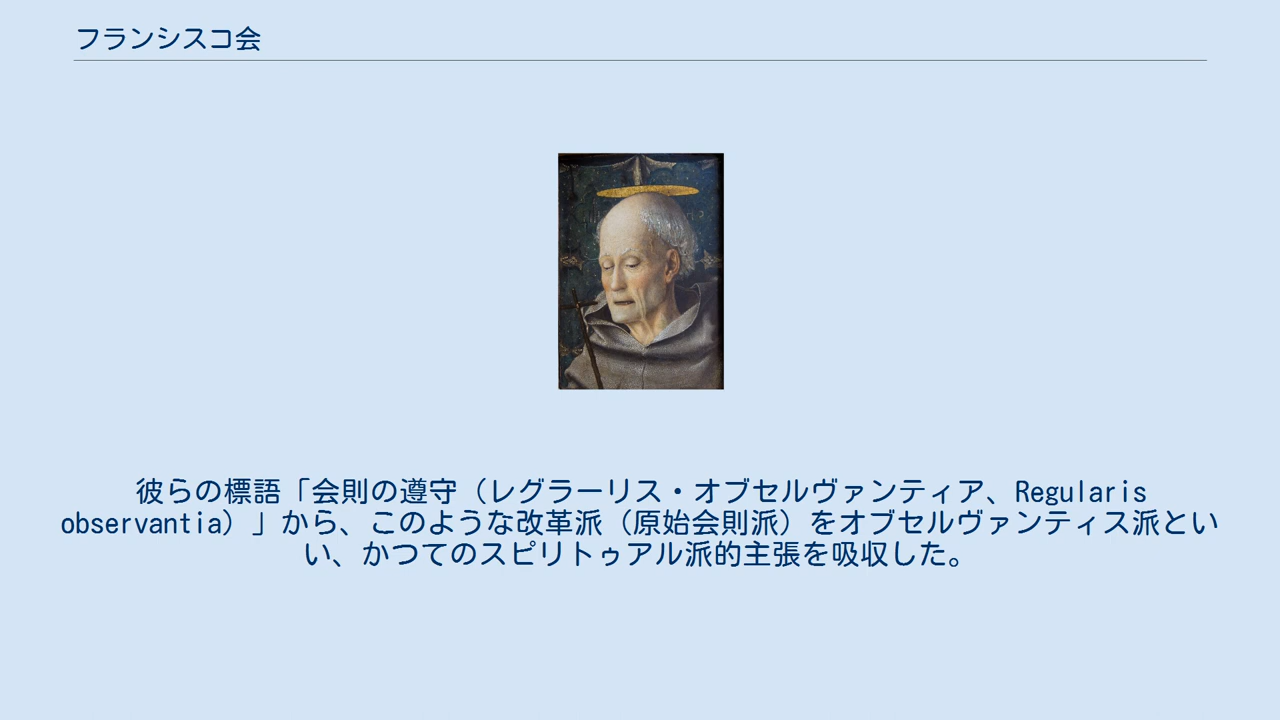 フランシスコ会
彼らの標語「会則の遵守（レグラーリス・オブセルヴァンティア、Regularis
observantia）」から、このような改革派（原始会則派）をオブセルヴァンティス派とい
い、かつてのスピリトゥアル派的主張を吸収した。